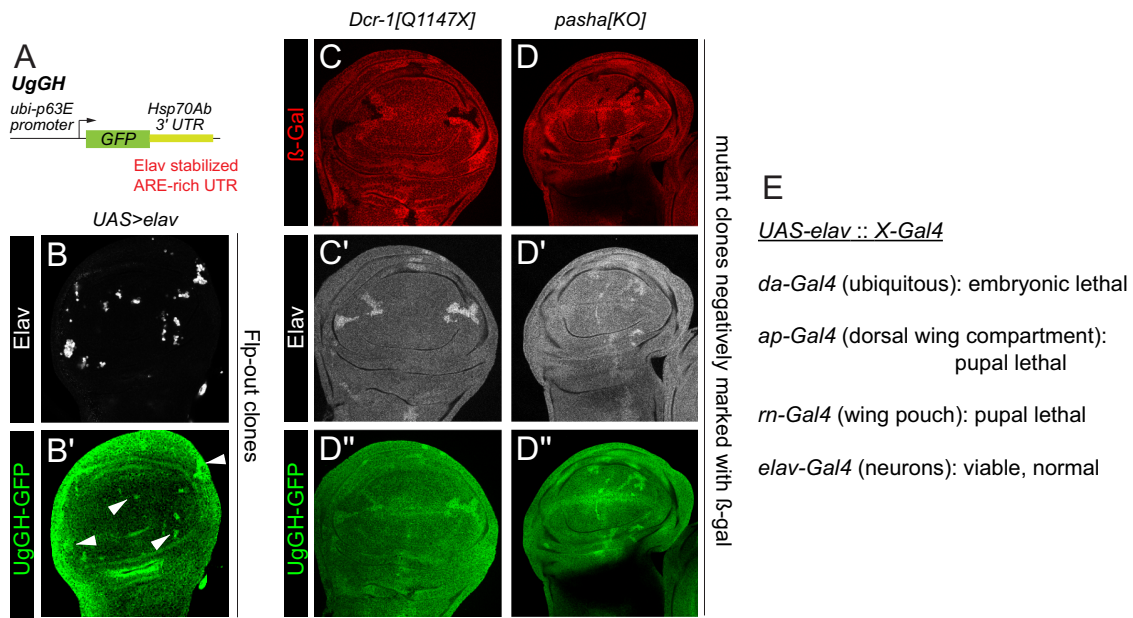 A
UgGH
ubi-p63E
promoter
Hsp70Ab
3' UTR
GFP
Elav stabilized
ARE-rich UTR
UAS>elav
B
Elav
B'
UgGH-GFP
Flp-out clones
Dcr-1[Q1147X]
pasha[KO]
C
D
ß-Gal
C'
D'
Elav
D"
D"
UgGH-GFP
mutant clones negatively marked with ß-gal
E
UAS-elav :: X-Gal4
da-Gal4 (ubiquitous): embryonic lethal
ap-Gal4 (dorsal wing compartment):
pupal lethal
rn-Gal4 (wing pouch): pupal lethal
elav-Gal4 (neurons): viable, normal